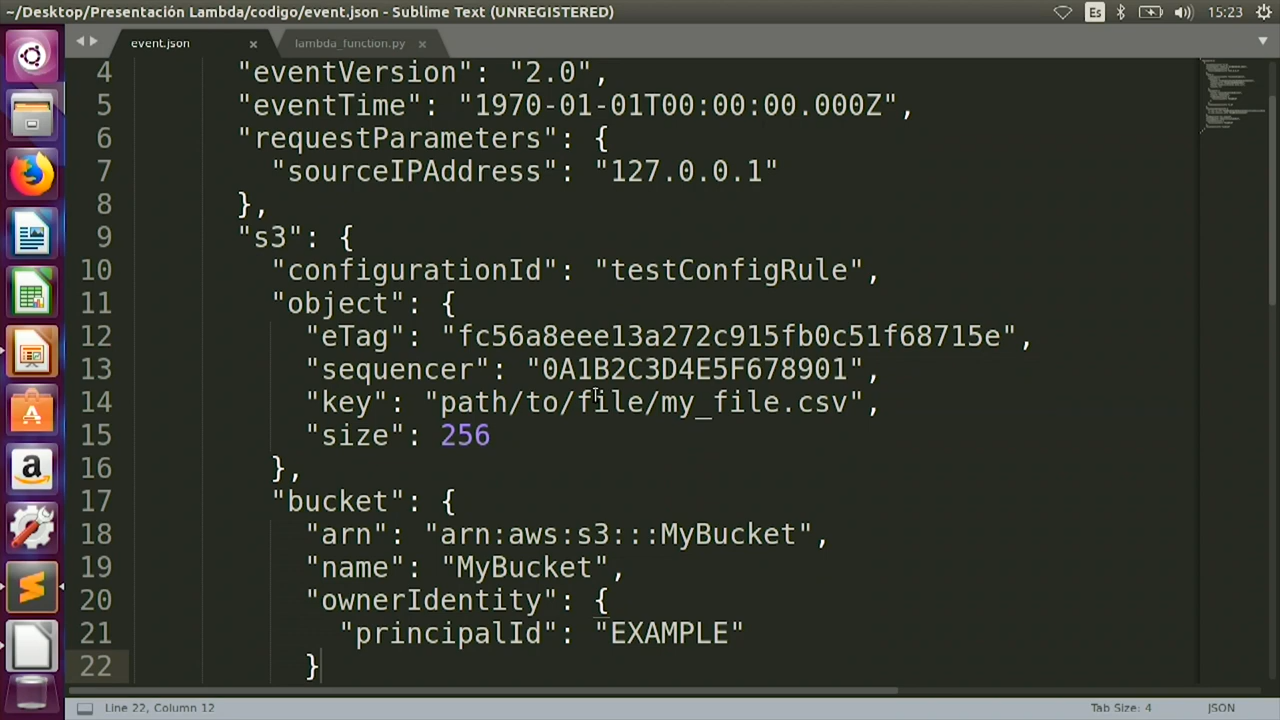 ~/Desktop/Presentación Lambda/codigo/event.json - Sublime Text (UNREGISTERED)
Es
15:23
event.json
lambda_function.py
4 "eventVersion": "2.0",
5 "eventTime": "1970-01-01T00:00:00.000Z",
6 "requestParameters": {
7 "sourceIPAddress": "127.0.0.1"
8 },
9 "s3": {
10 "configurationId": "testConfigRule",
11 "object": {
12 "eTag": "fc56a8eee13a272c915fb0c51f68715e",
13 "sequencer": "0A1B2C3D4E5F678901",
14 "key": "path/to/file/my_file.csv",
15 "size": 256
16 },
17 "bucket": {
18 "arn": "arn:aws:s3:::MyBucket",
19 "name": "MyBucket",
20 "ownerIdentity": {
21 "principalId": "EXAMPLE"
22 }
Line 22, Column 12
Tab Size: 4
JSON